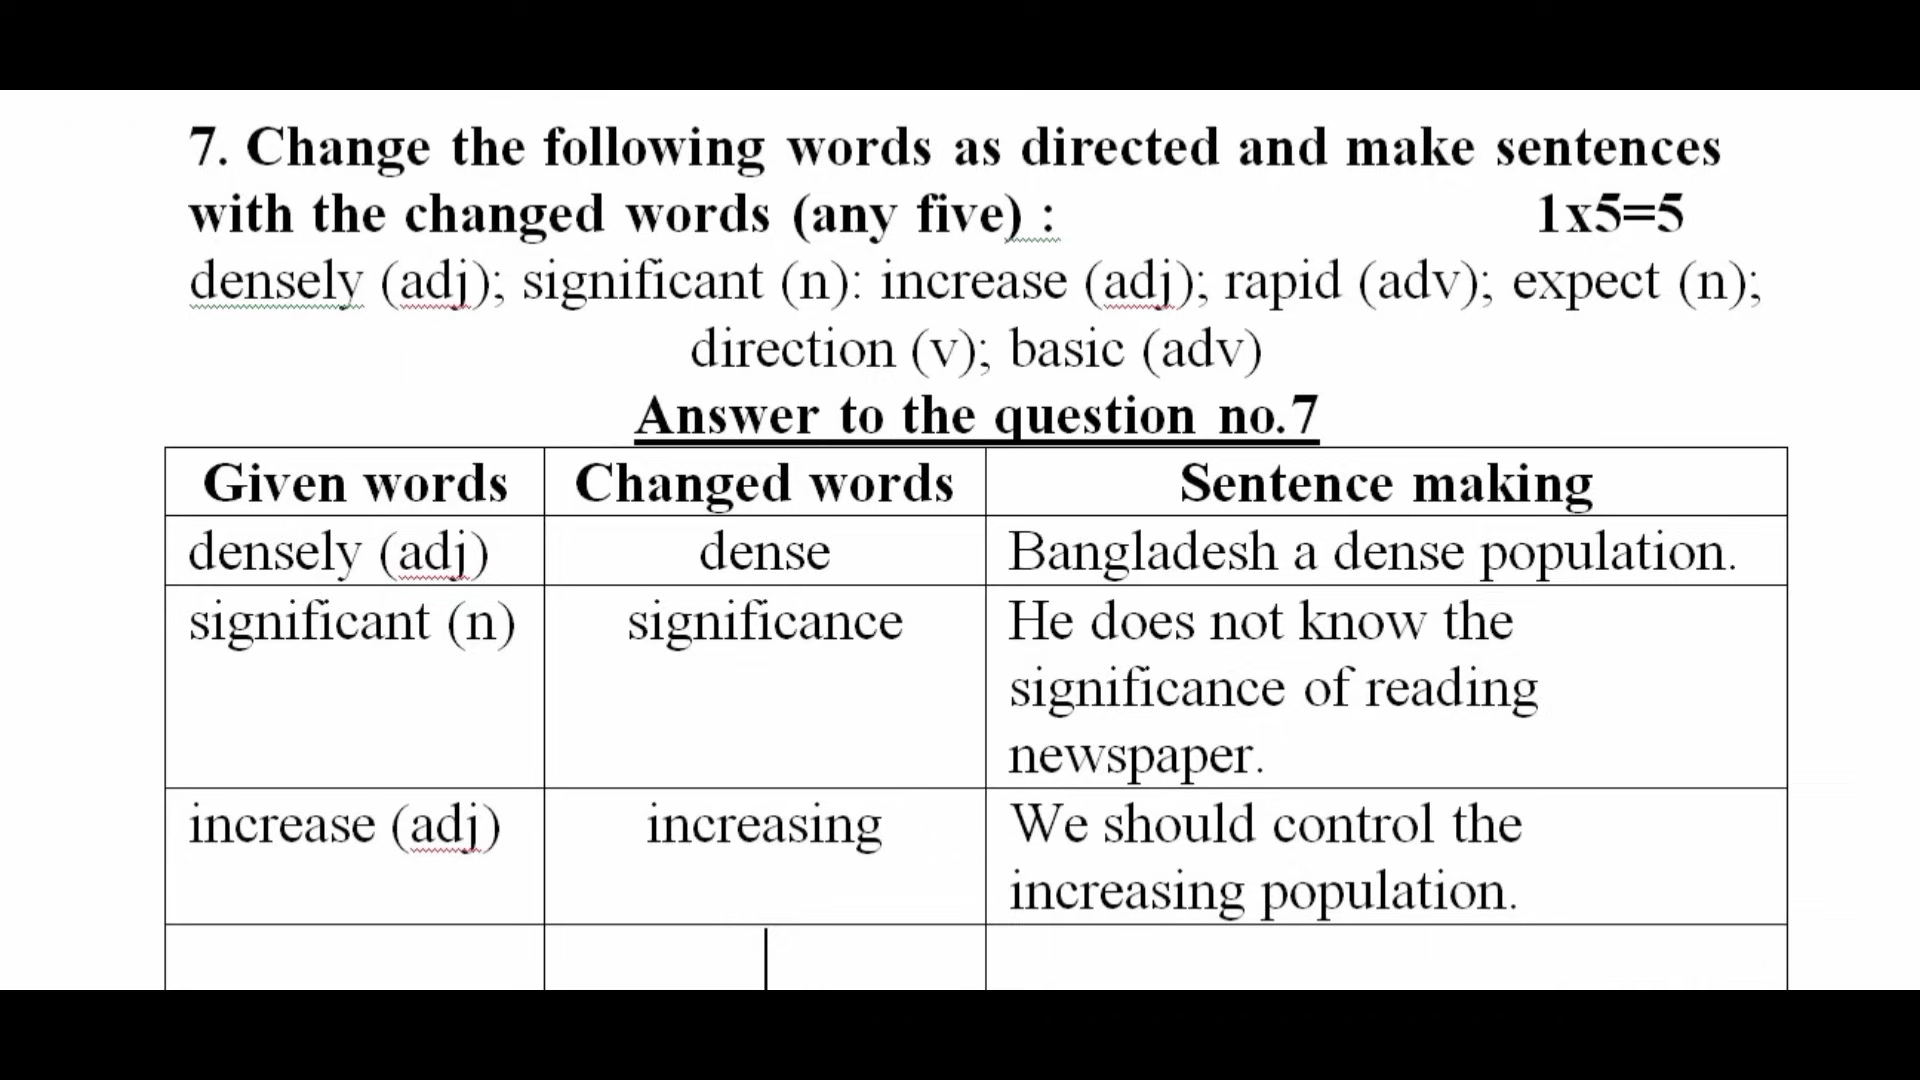 7. Change the following words as directed and make sentences
with the changed words (any five) : 1x5=5
densely (adj); significant (n): increase (adj); rapid (adv); expect (n);
direction (v); basic (adv)
Answer to the question no.7
Given words Changed words Sentence making
densely (adj) dense Bangladesh a dense population.
significant (n) significance He does not know the
significance of reading
newspaper.
increase (adj) increasing We should control the
increasing population.